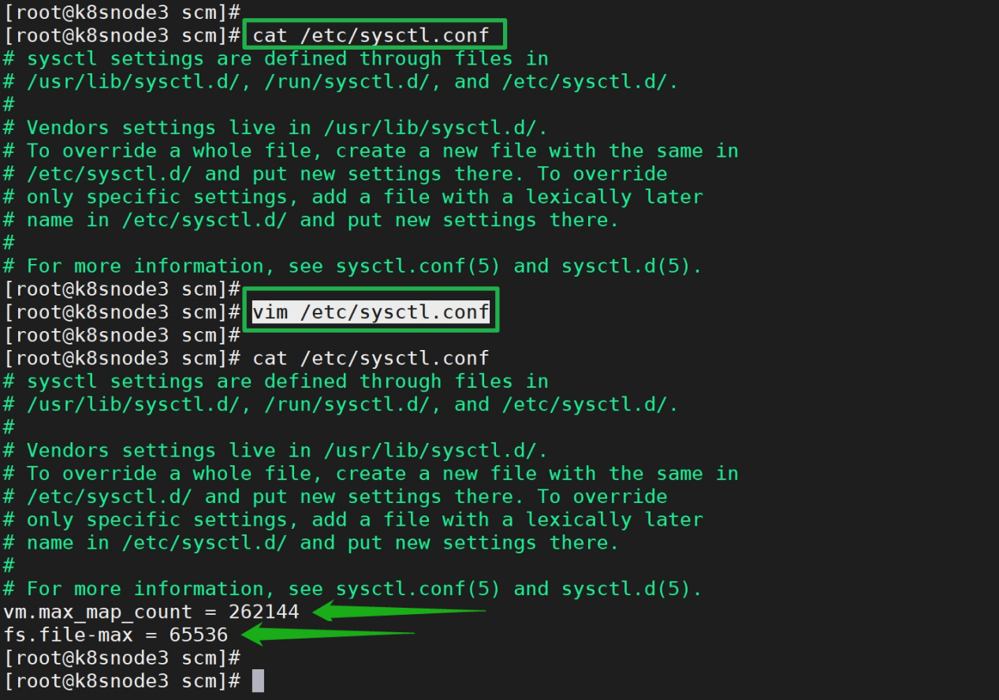 [root@k8snode3 scm]#
[root@k8snode3 scm]# cat /etc/sysctl.conf
# sysctl settings are defined through files in
# /usr/lib/sysctl.d/, /run/sysctl.d/, and /etc/sysctl.d/.
#
# Vendors settings live in /usr/lib/sysctl.d/.
# To override a whole file, create a new file with the same in
# /etc/sysctl.d/ and put new settings there. To override
# only specific settings, add a file with a lexically later
# name in /etc/sysctl.d/ and put new settings there.
#
# For more information, see sysctl.conf(5) and sysctl.d(5).
[root@k8snode3 scm]#
[root@k8snode3 scm]# vim /etc/sysctl.conf
[root@k8snode3 scm]#
[root@k8snode3 scm]# cat /etc/sysctl.conf
# sysctl settings are defined through files in
# /usr/lib/sysctl.d/, /run/sysctl.d/, and /etc/sysctl.d/.
#
# Vendors settings live in /usr/lib/sysctl.d/.
# To override a whole file, create a new file with the same in
# /etc/sysctl.d/ and put new settings there. To override
# only specific settings, add a file with a lexically later
# name in /etc/sysctl.d/ and put new settings there.
#
# For more information, see sysctl.conf(5) and sysctl.d(5).
vm.max_map_count = 262144
fs.file-max = 65536
[root@k8snode3 scm]#
[root@k8snode3 scm]#